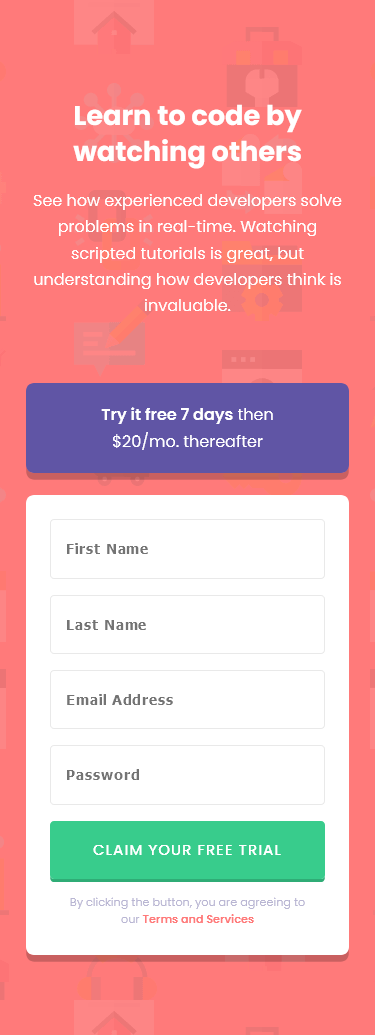 Learn to code by
watching others
See how experienced developers solve
problems in real-time. Watching
scripted tutorials is great, but
understanding how developers think is
invaluable.
Try it free 7 days then
$20/mo. thereafter
First Name
Last Name
Email Address
Password
CLAIM YOUR FREE TRIAL
By clicking the button, you are agreeing to
our Terms and Services